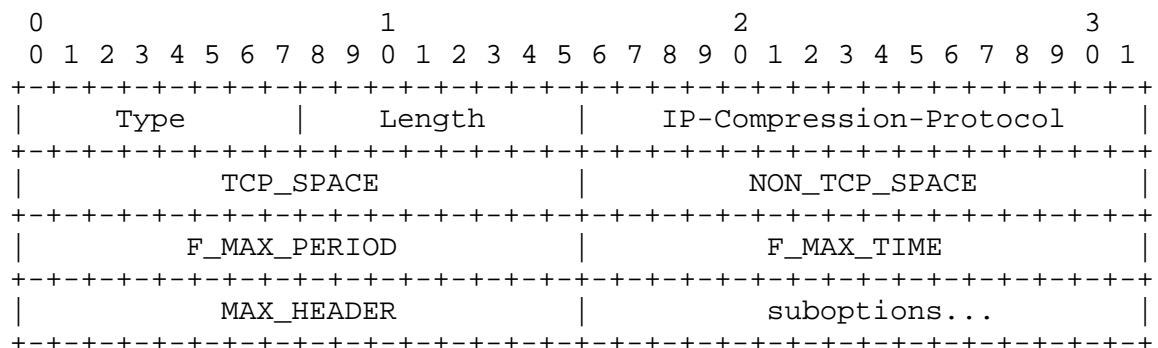 0                   1                   2                   3
 0 1 2 3 4 5 6 7 8 9 0 1 2 3 4 5 6 7 8 9 0 1 2 3 4 5 6 7 8 9 0 1
+-+-+-+-+-+-+-+-+-+-+-+-+-+-+-+-+-+-+-+-+-+-+-+-+-+-+-+-+-+-+-+-+
|     Type      |    Length     |    IP-Compression-Protocol    |
+-+-+-+-+-+-+-+-+-+-+-+-+-+-+-+-+-+-+-+-+-+-+-+-+-+-+-+-+-+-+-+-+
|           TCP_SPACE           |         NON_TCP_SPACE         |
+-+-+-+-+-+-+-+-+-+-+-+-+-+-+-+-+-+-+-+-+-+-+-+-+-+-+-+-+-+-+-+-+
|         F_MAX_PERIOD          |          F_MAX_TIME           |
+-+-+-+-+-+-+-+-+-+-+-+-+-+-+-+-+-+-+-+-+-+-+-+-+-+-+-+-+-+-+-+-+
|           MAX_HEADER          |          suboptions...        |
+-+-+-+-+-+-+-+-+-+-+-+-+-+-+-+-+-+-+-+-+-+-+-+-+-+-+-+-+-+-+-+-+